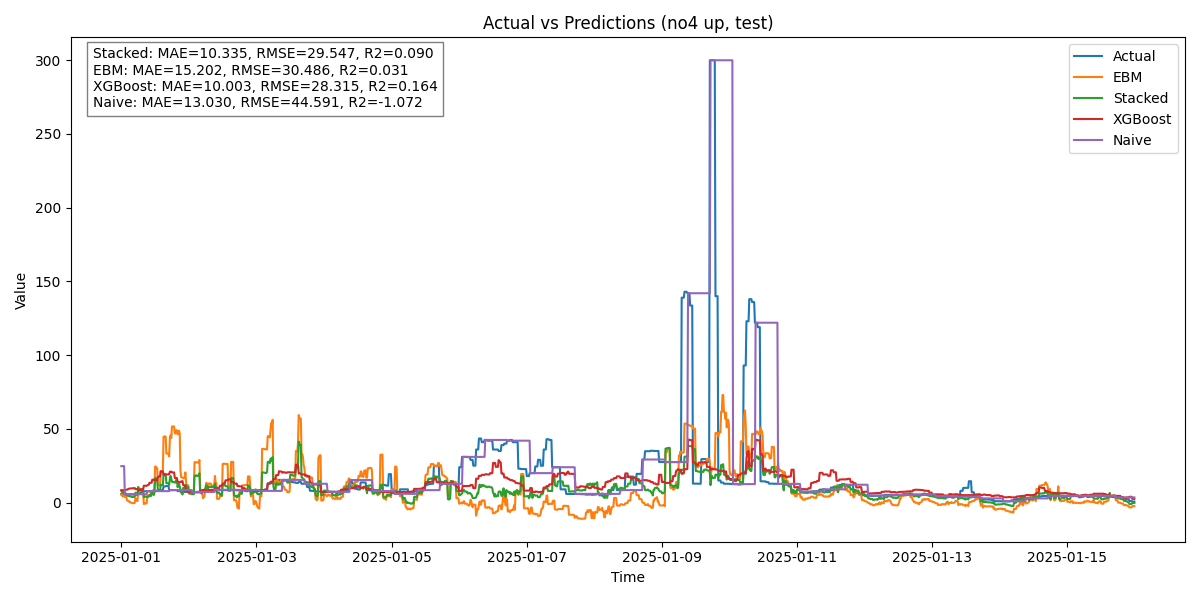 Actual vs Predictions (no4 up, test)
Stacked: MAE=10.335, RMSE=29.547, R2=0.090
EBM: MAE=15.202, RMSE=30.486, R2=0.031
XGBoost: MAE=10.003, RMSE=28.315, R2=0.164
Naive: MAE=13.030, RMSE=44.591, R2=-1.072
Actual
EBM
Stacked
XGBoost
Naive
Value
300
250
200
150
100
50
0
2025-01-01 2025-01-03 2025-01-05 2025-01-07 2025-01-09 2025-01-11 2025-01-13 2025-01-15
Time